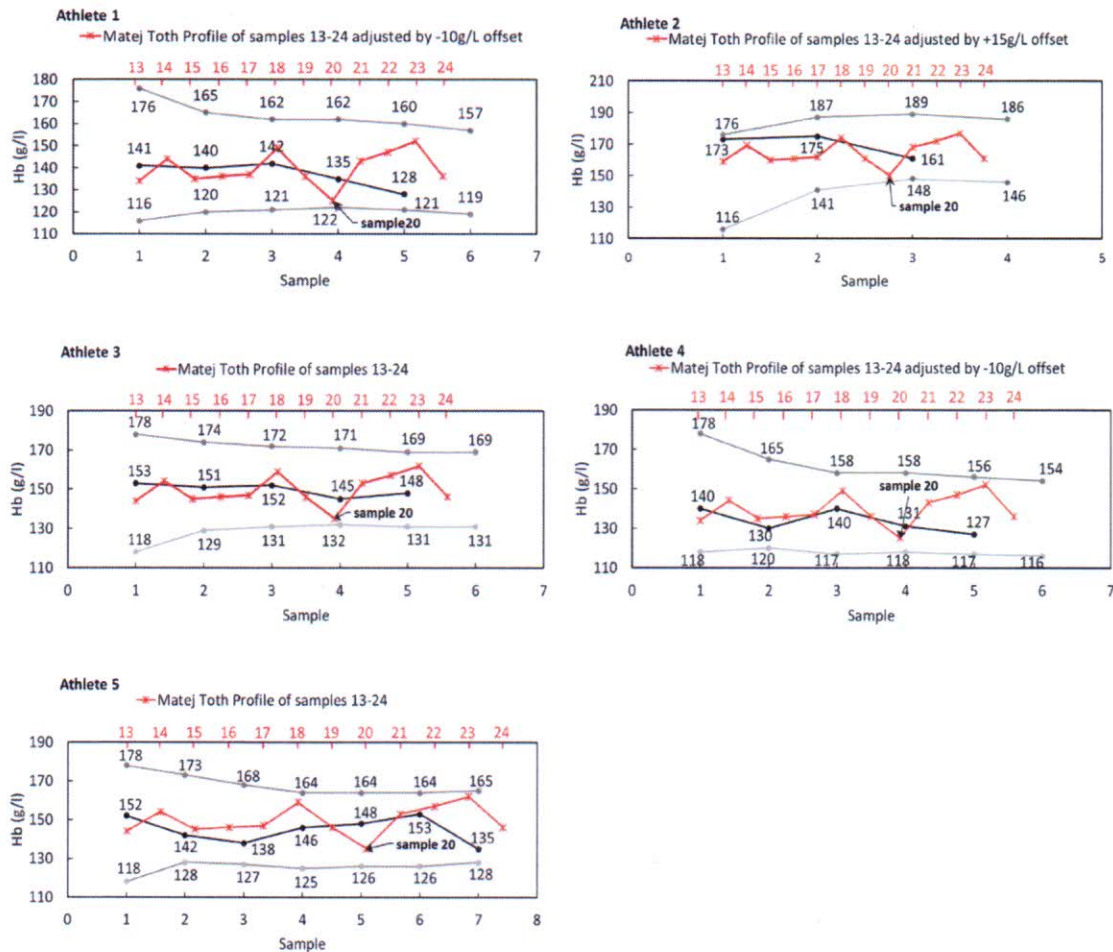 Athlete 1
Matej Toth Profile of samples 13-24 adjusted by -10g/L offset
13 14 15 16 17 18 19 20 21 22 23 24
180
170
160
150
140
130
120
110
Hb (g/l)
176 165 162 162 160 157
141 140 142 135 128
116 120 121 122 121 119
sample20
0 1 2 3 4 5 6 7
Sample
Athlete 2
Matej Toth Profile of samples 13-24 adjusted by +15g/L offset
13 14 15 16 17 18 19 20 21 22 23 24
210
190
170
150
130
110
Hb (g/l)
176 187 189 186
173 175 161
116 141 148 146
sample 20
0 1 2 3 4 5
Sample
Athlete 3
Matej Toth Profile of samples 13-24
13 14 15 16 17 18 19 20 21 22 23 24
190
170
150
130
110
Hb (g/l)
178 174 172 171 169 169
153 151 152 145 148
118 129 131 132 131 131
sample 20
0 1 2 3 4 5 6 7
Sample
Athlete 4
Matej Toth Profile of samples 13-24 adjusted by -10g/L offset
13 14 15 16 17 18 19 20 21 22 23 24
190
170
150
130
110
Hb (g/l)
178 165 158 158 156 154
sample 20
140 130 140 131 127
118 120 117 118 117 116
0 1 2 3 4 5 6 7
Sample
Athlete 5
Matej Toth Profile of samples 13-24
13 14 15 16 17 18 19 20 21 22 23 24
190
170
150
130
110
Hb (g/l)
178 173 168 164 164 164 165
152 142 138 146 148 153 135
sample 20
118 128 127 125 126 126 128
0 1 2 3 4 5 6 7 8
Sample